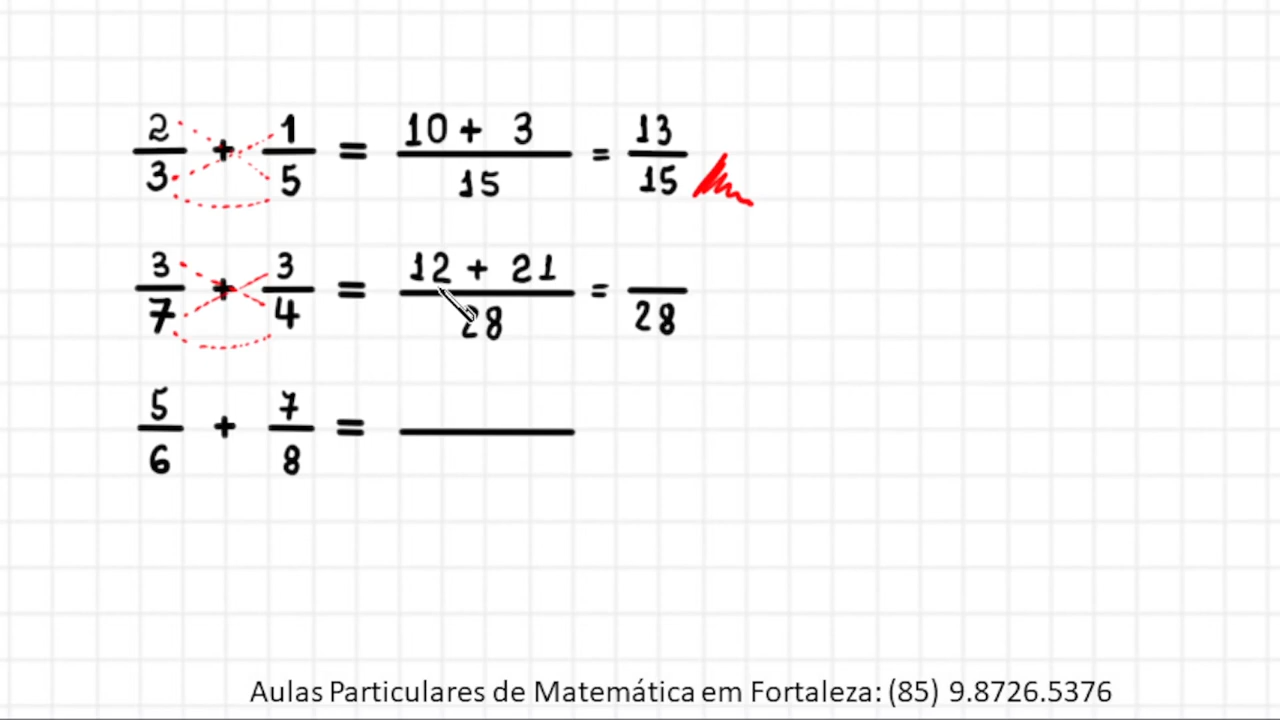 2/3 + 1/5 = (10 + 3)/15 = 13/15
3/7 + 3/4 = (12 + 21)/28 = /28
5/6 + 7/8 =
Aulas Particulares de Matemática em Fortaleza: (85) 9.8726.5376